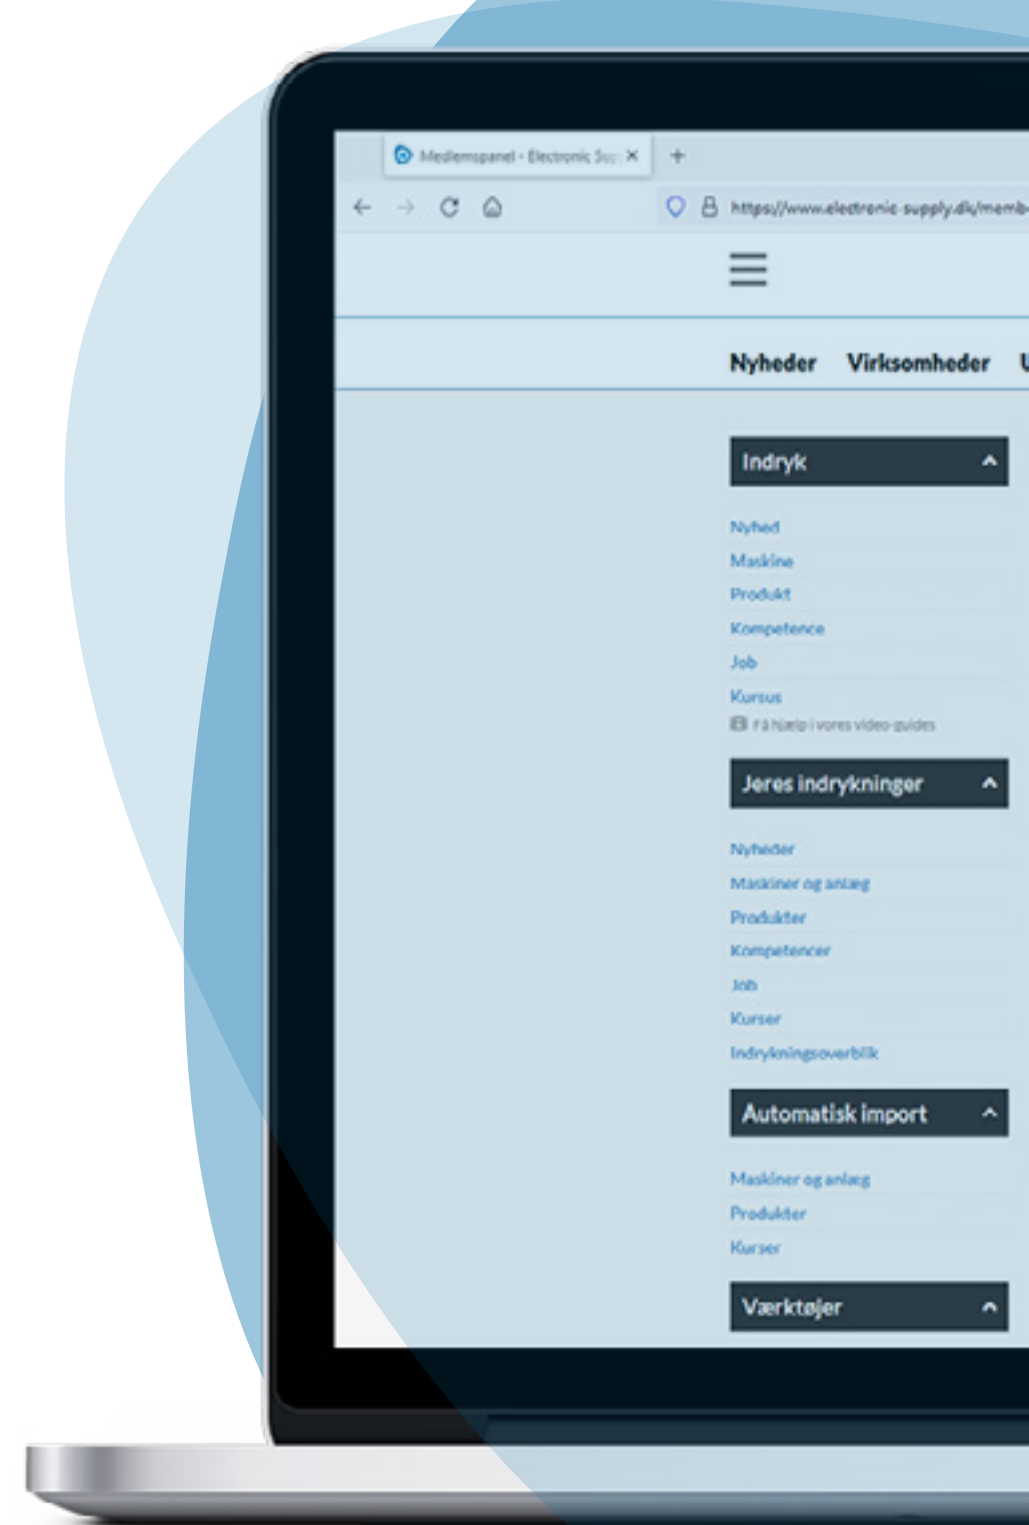 Medlemspanel - Electronic Sup
https://www.electronic-supply.dk/memb
Nyheder Virksomheder U
Indryk
Nyhed
Maskine
Produkt
Kompetence
Job
Kursus
Få hjælp i vores video-guides
Jeres indrykninger
Nyheder
Maskiner og anlæg
Produkter
Kompetencer
Job
Kurser
Indrykningsoverblik
Automatisk import
Maskiner og anlæg
Produkter
Kurser
Værktøjer